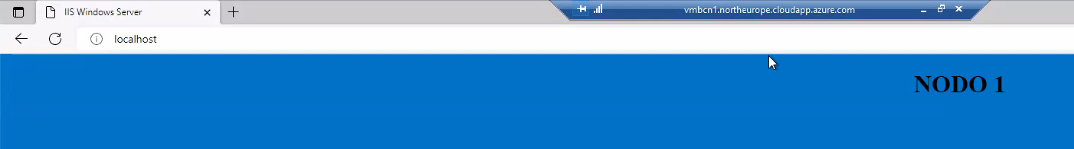 IIS Windows Server
vmbcn1.northeurope.cloudapp.azure.com
localhost
NODO 1